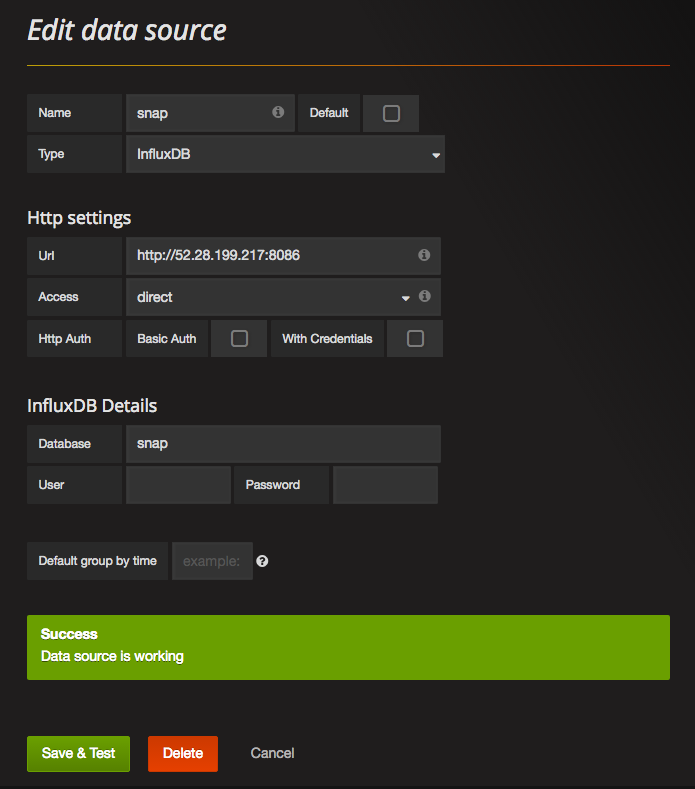 Edit data source
Name snap Default
Type InfluxDB
Http settings
Url http://52.28.199.217:8086
Access direct
Http Auth Basic Auth With Credentials
InfluxDB Details
Database snap
User Password
Default group by time example:
Success
Data source is working
Save & Test Delete Cancel